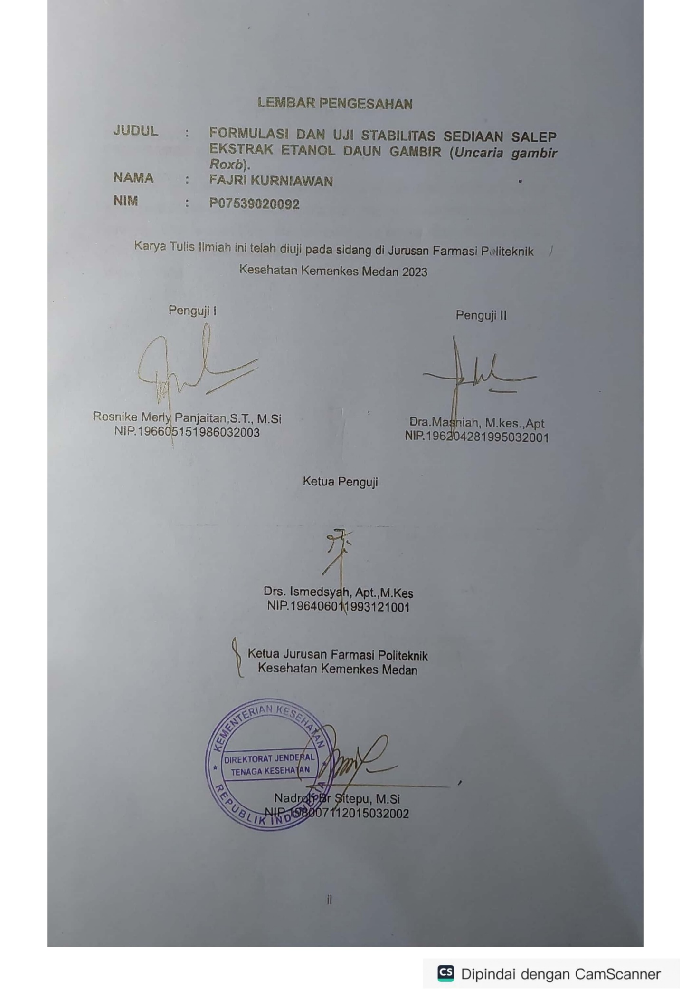 LEMBAR PENGESAHAN
JUDUL : FORMULASI DAN UJI STABILITAS SEDIAAN SALEP
EKSTRAK ETANOL DAUN GAMBIR (Uncaria gambir
Roxb).
NAMA : FAJRI KURNIAWAN
NIM : P07539020092
Karya Tulis Ilmiah ini telah diuji pada sidang di Jurusan Farmasi Politeknik
Kesehatan Kemenkes Medan 2023
Penguji I
Rosnike Merly Panjaitan,S.T., M.Si
NIP.196605151986032003
Penguji II
Dra.Masniah, M.kes.,Apt
NIP.196204281995032001
Ketua Penguji
Drs. Ismedsyah, Apt.,M.Kes
NIP.196406011993121001
Ketua Jurusan Farmasi Politeknik
Kesehatan Kemenkes Medan
KEMENTERIAN KESEHATAN
DIREKTORAT JENDERAL
TENAGA KESEHATAN
REPUBLIK INDONESIA
Nadroh Br Sitepu, M.Si
NIP.198007112015032002
ii
CS Dipindai dengan CamScanner